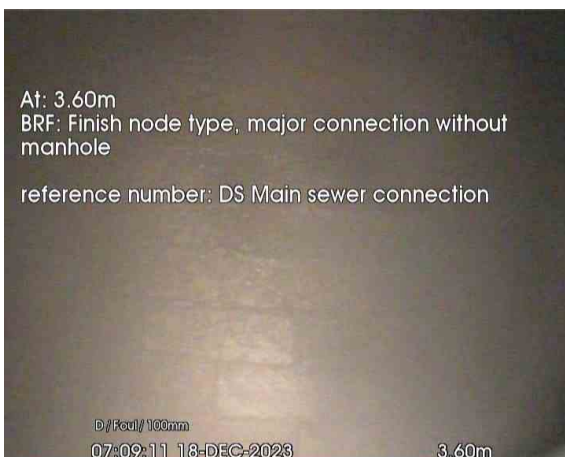 At: 3.60m
BRF: Finish node type, major connection without
manhole
reference number: DS Main sewer connection
D / Foul / 100mm
07:09:11 18-DEC-2023 3.60m